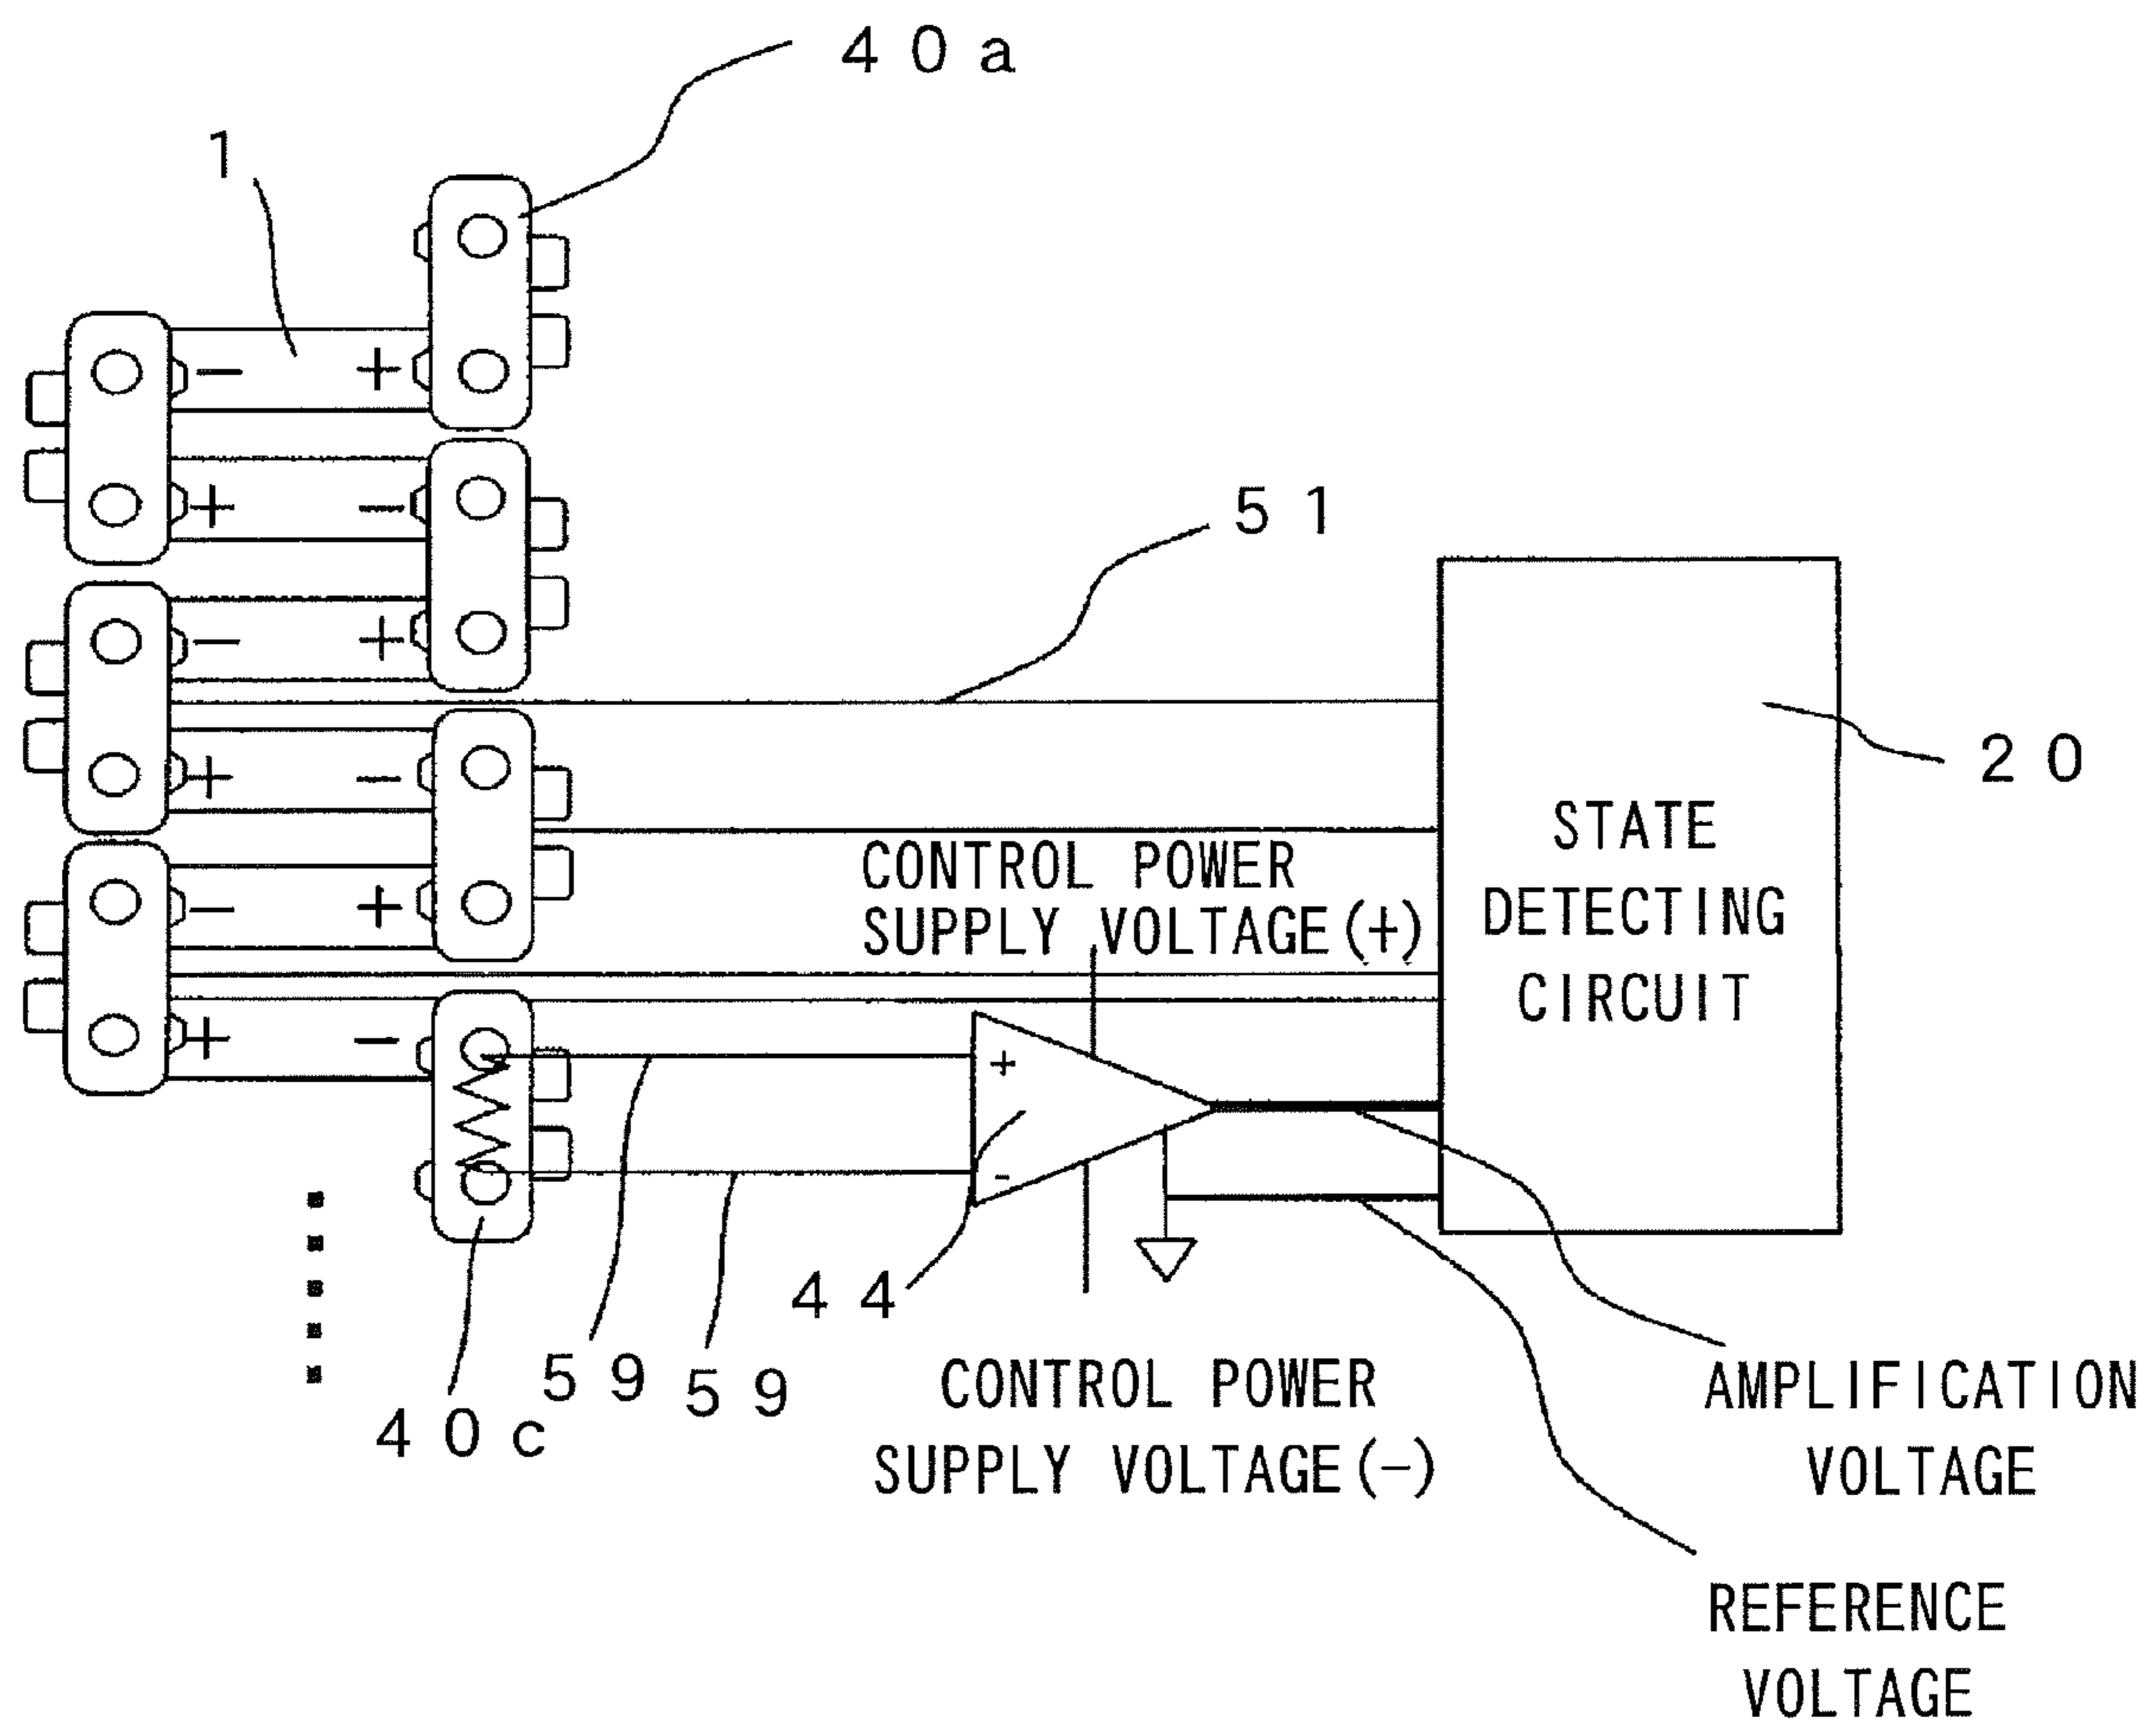 40a
1
- +
+ -
51
- +
20
+ -
STATE
DETECTING
CIRCUIT
CONTROL POWER
SUPPLY VOLTAGE(+)
- +
+ -
+
-
44
59
59
40c
CONTROL POWER
SUPPLY VOLTAGE(-)
AMPLIFICATION
VOLTAGE
REFERENCE
VOLTAGE